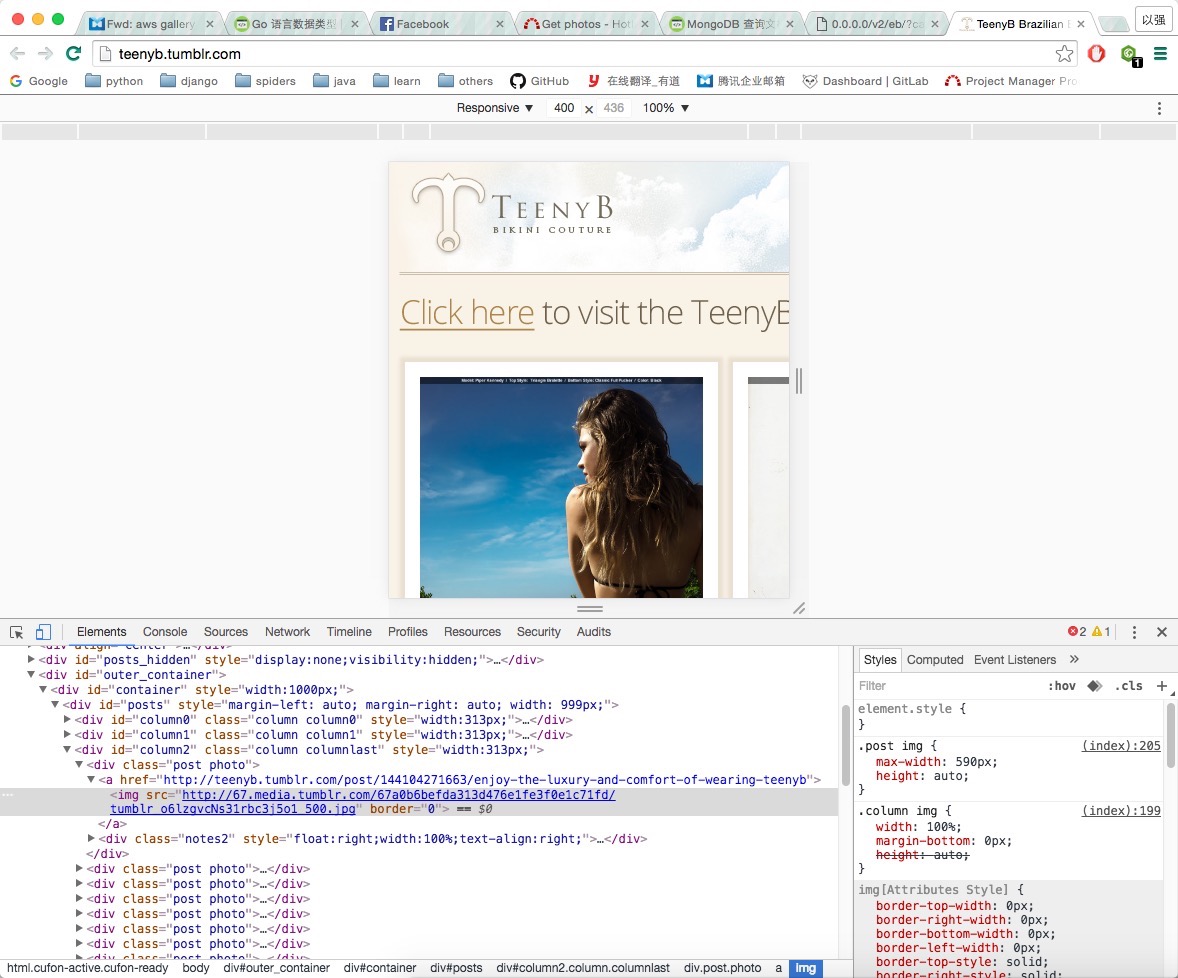 Fwd: aws gallery
Go 语言数据类型
Facebook
Get photos - Hot
MongoDB 查询文
0.0.0.0/v2/eb/?ca
TeenyB Brazilian B
以强
teenyb.tumblr.com
1
Google
python
django
spiders
java
learn
others
GitHub
在线翻译_有道
腾讯企业邮箱
Dashboard | GitLab
Project Manager Pro
Responsive ▼ 400 × 436 100% ▼
TEENYB
BIKINI COUTURE
Click here to visit the TeenyB
Model: Piper Kennedy / Top Style: Triangle Bralette / Bottom Style: Classic Full Pucker / Color: Black
Elements Console Sources Network Timeline Profiles Resources Security Audits
2 1
<div align="center">…</div>
<div id="posts_hidden" style="display:none;visibility:hidden;">…</div>
<div id="outer_container">
<div id="container" style="width:1000px;">
<div id="posts" style="margin-left: auto; margin-right: auto; width: 999px;">
<div id="column0" class="column column0" style="width:313px;">…</div>
<div id="column1" class="column column1" style="width:313px;">…</div>
<div id="column2" class="column columnlast" style="width:313px;">
<div class="post photo">
<a href="http://teenyb.tumblr.com/post/144104271663/enjoy-the-luxury-and-comfort-of-wearing-teenyb">
<img src="http://67.media.tumblr.com/67a0b6befda313d476e1fe3f0e1c71fd/
tumblr_o6lzgvcNs31rbc3j5o1_500.jpg" border="0"> == $0
</a>
<div class="notes2" style="float:right;width:100%;text-align:right;">…</div>
</div>
<div class="post photo">…</div>
<div class="post photo">…</div>
<div class="post photo">…</div>
<div class="post photo">…</div>
<div class="post photo">…</div>
<div class="post photo">…</div>
<div class="post photo">…</div>
html.cufon-active.cufon-ready body div#outer_container div#container div#posts div#column2.column.columnlast div.post.photo a img
Styles Computed Event Listeners »
Filter :hov .cls +
element.style {
}
.post img { (index):205
max-width: 590px;
height: auto;
}
.column img { (index):199
width: 100%;
margin-bottom: 0px;
height: auto;
}
img[Attributes Style] {
border-top-width: 0px;
border-right-width: 0px;
border-bottom-width: 0px;
border-left-width: 0px;
border-top-style: solid;
border-right-style: solid;